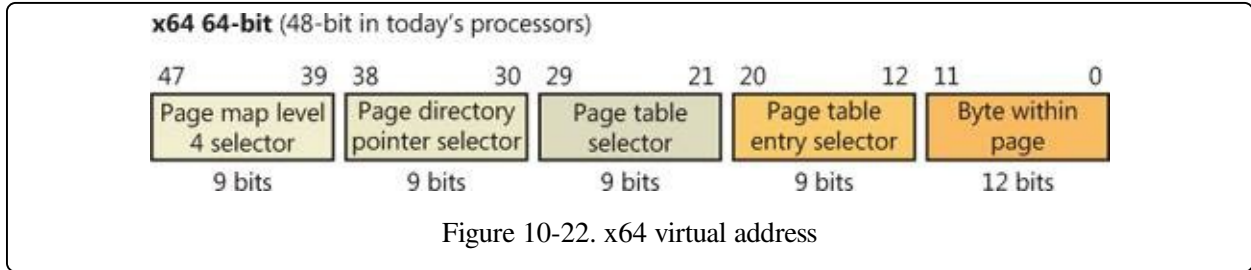 x64 64-bit (48-bit in today's processors)
47 39 38 30 29 21 20 12 11 0
Page map level 4 selector
Page directory pointer selector
Page table selector
Page table entry selector
Byte within page
9 bits 9 bits 9 bits 9 bits 12 bits
Figure 10-22. x64 virtual address